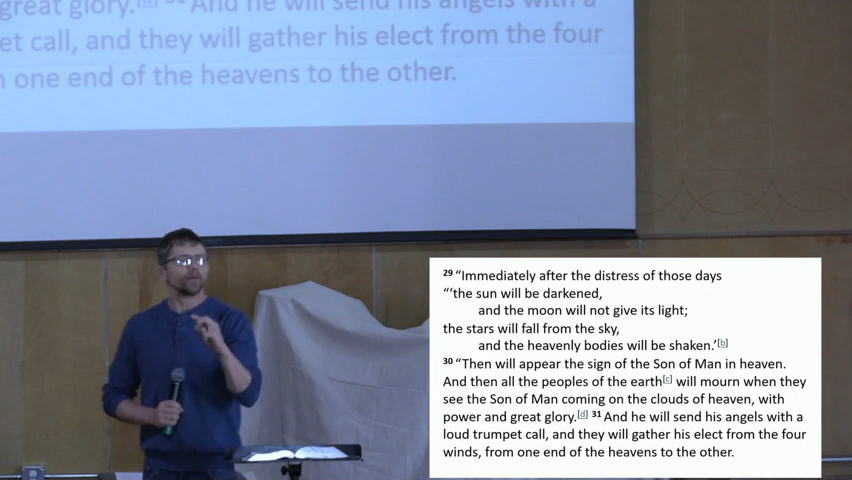 great glory.[d] 31 And he will send his angels with a
et call, and they will gather his elect from the four
one end of the heavens to the other.
29 “Immediately after the distress of those days
“‘the sun will be darkened,
and the moon will not give its light;
the stars will fall from the sky,
and the heavenly bodies will be shaken.’[b]
30 “Then will appear the sign of the Son of Man in heaven.
And then all the peoples of the earth[c] will mourn when they
see the Son of Man coming on the clouds of heaven, with
power and great glory.[d] 31 And he will send his angels with a
loud trumpet call, and they will gather his elect from the four
winds, from one end of the heavens to the other.